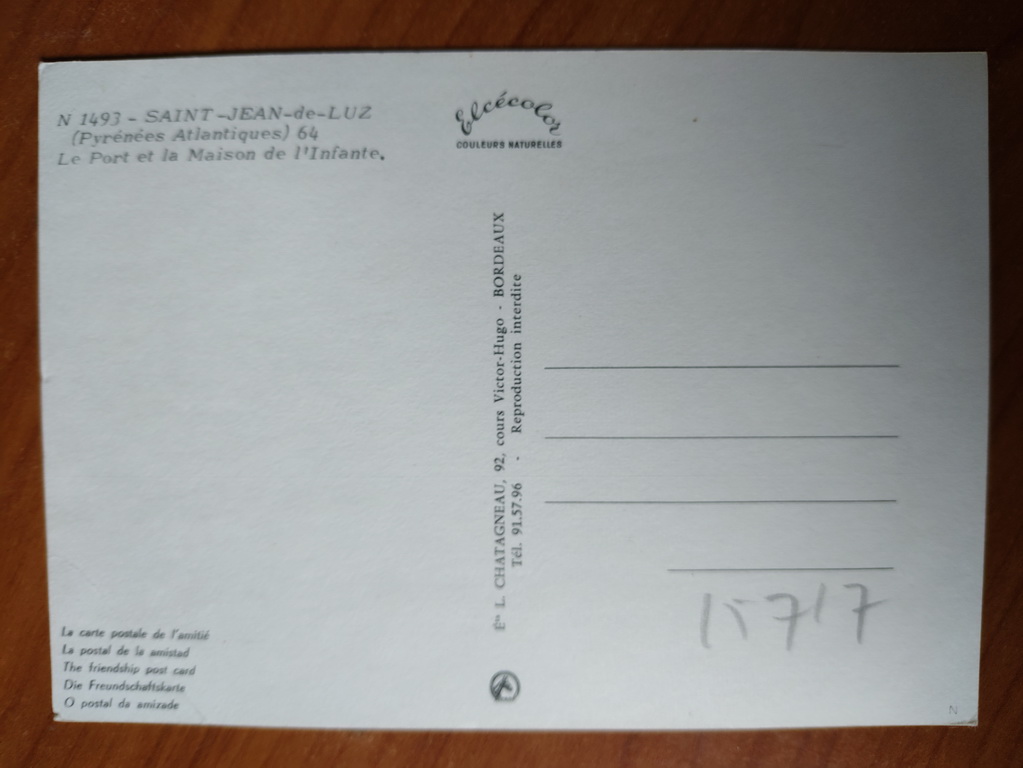 N 1493 - SAINT-JEAN-de-LUZ
(Pyrénées Atlantiques) 64
Le Port et la Maison de l'Infante.
Elcécolor
COULEURS NATURELLES
Éts L. CHATAGNEAU, 92, cours Victor-Hugo - BORDEAUX
Tél. 91.57.96 - Reproduction interdite
La carte postale de l'amitié
La postal de la amistad
The friendship post card
Die Freundschaftskarte
O postal da amizade
N